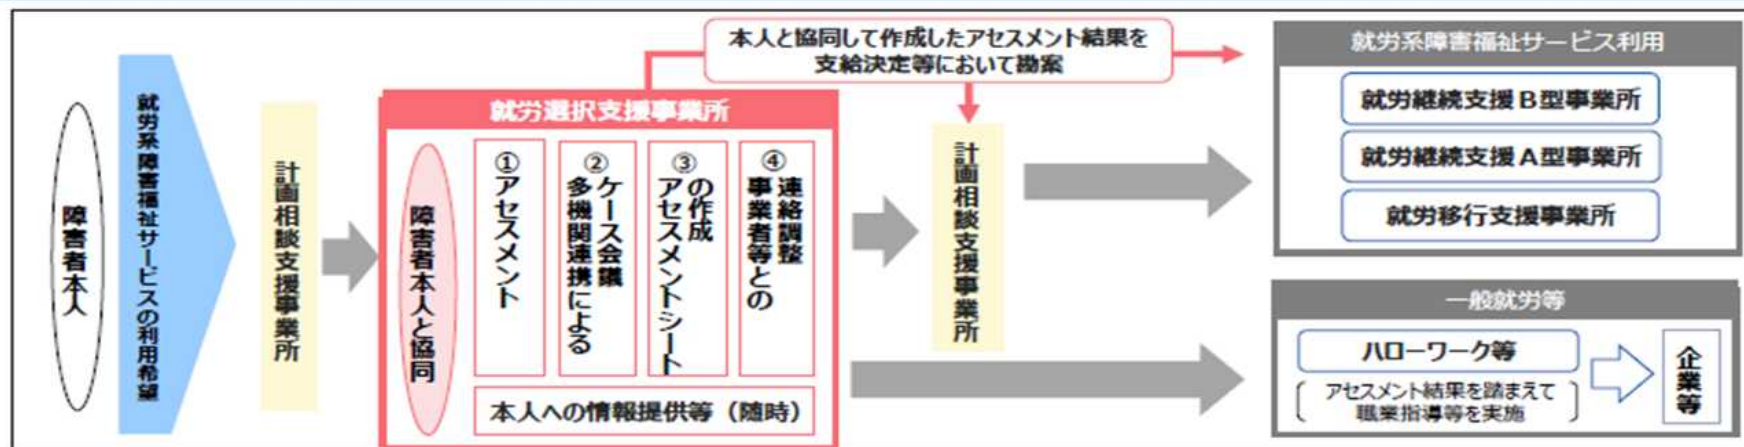 障害者本人
就労系障害福祉サービスの利用希望
計画相談支援事業所
就労選択支援事業所
障害者本人と協同
①アセスメント
②多機関連携による
ケース会議
③アセスメントシート
の作成
④事業者等との
連絡調整
本人への情報提供等（随時）
本人と協同して作成したアセスメント結果を
支給決定等において勘案
計画相談支援事業所
就労系障害福祉サービス利用
就労継続支援B型事業所
就労継続支援A型事業所
就労移行支援事業所
一般就労等
ハローワーク等
アセスメント結果を踏まえて
職業指導等を実施
企業等